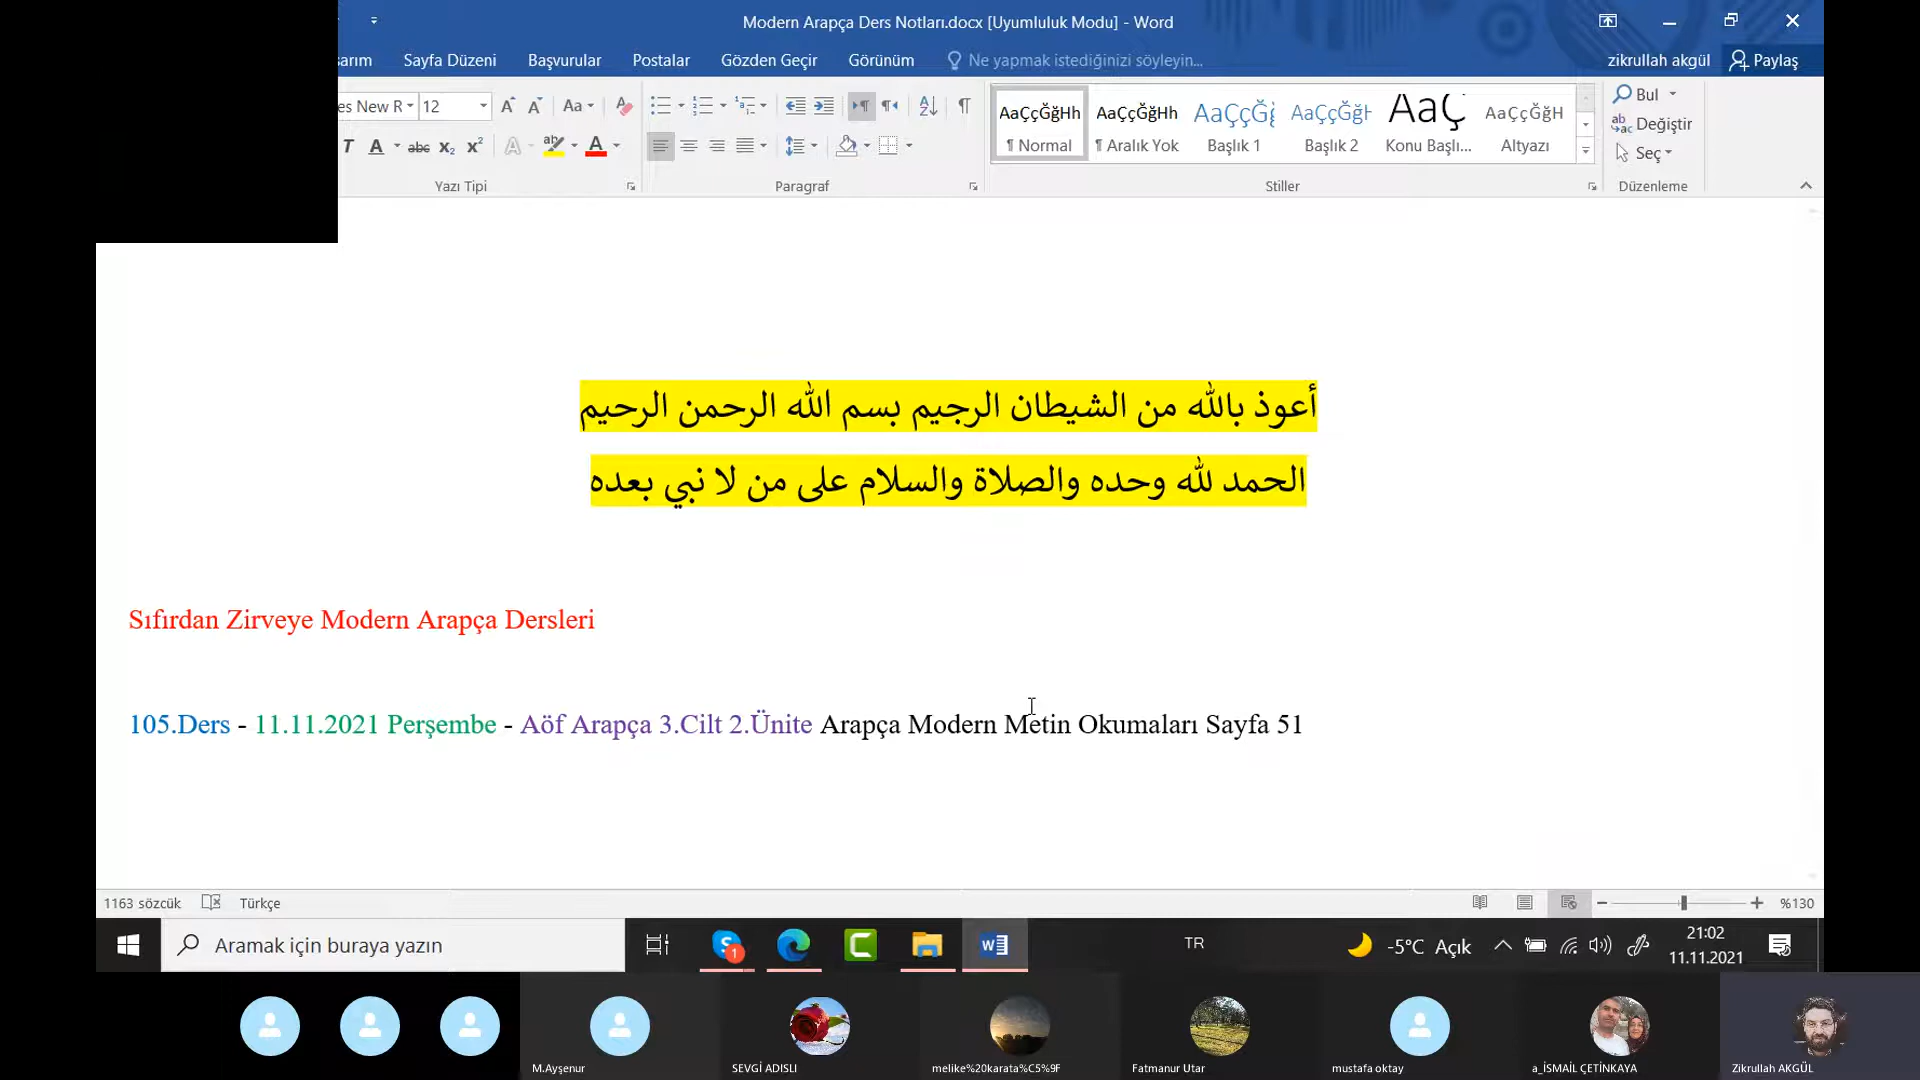 Modern Arapça Ders Notları.docx [Uyumluluk Modu] - Word
Sayfa Düzeni Başvurular Postalar Gözden Geçir Görünüm Ne yapmak istediğinizi söyleyin... zikrullah akgül Paylaş
12 Aa
AaÇçĞğHh AaÇçĞğHh AaÇçĞğ AaÇçĞğ AaÇ AaÇçĞğH
¶ Normal ¶ Aralık Yok Başlık 1 Başlık 2 Konu Başlı... Altyazı
Bul
Değiştir
Seç
Yazı Tipi Paragraf Stiller Düzenleme
أعوذ بالله من الشيطان الرجيم بسم الله الرحمن الرحيم
الحمد لله وحده والصلاة والسلام على من لا نبي بعده
Sıfırdan Zirveye Modern Arapça Dersleri
105.Ders - 11.11.2021 Perşembe - Aöf Arapça 3.Cilt 2.Ünite Arapça Modern Metin Okumaları Sayfa 51
1163 sözcük Türkçe %130
Aramak için buraya yazın TR -5°C Açık 21:02
11.11.2021
M.Ayşenur SEVGİ ADISLI melike%20karata%C5%9F Fatmanur Utar mustafa oktay a_İSMAİL ÇETİNKAYA Zikrullah AKGÜL